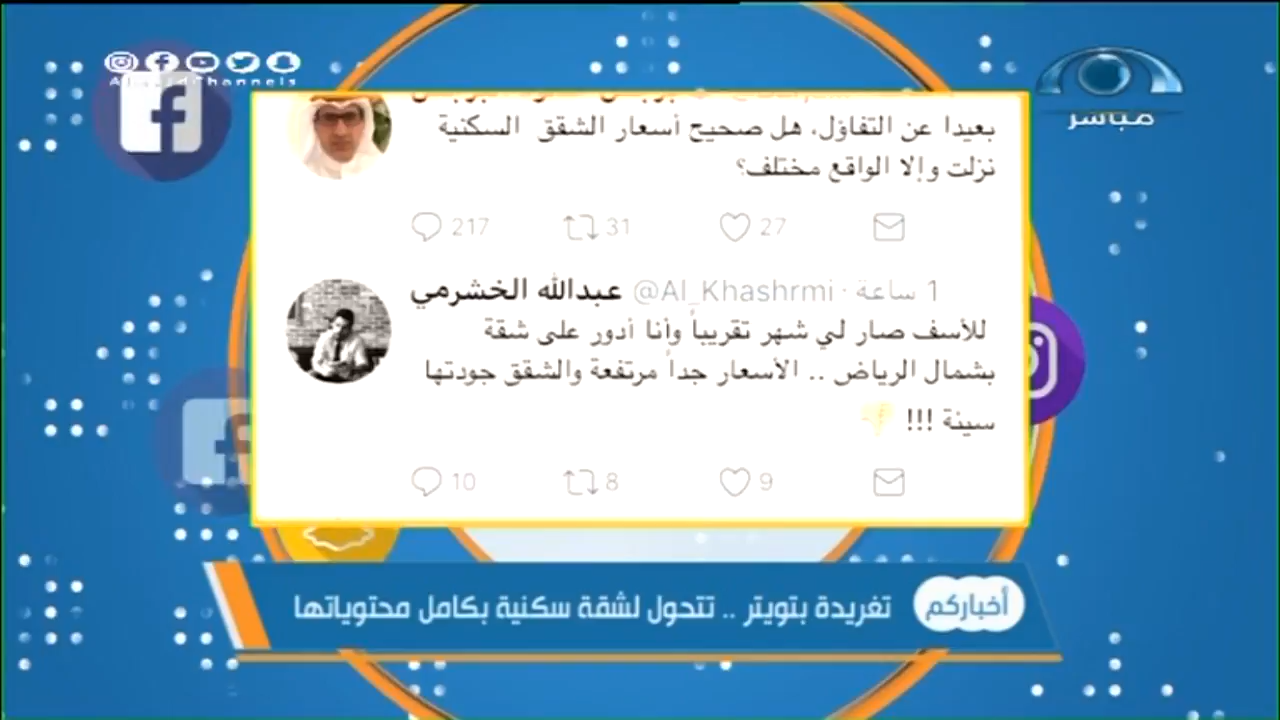 مباشر
بعيدا عن التفاؤل، هل صحيح أسعار الشقق السكنية
نزلت وإلا الواقع مختلف؟
217 31 27
عبدالله الخشرمي @Al_Khashrmi · 1 ساعة
للأسف صار لي شهر تقريباً وأنا أدور على شقة
بشمال الرياض .. الأسعار جداً مرتفعة والشقق جودتها
سيئة !!! 👎
10 8 9
أخباركم
تغريدة بتويتر .. تتحول لشقة سكنية بكامل محتوياتها